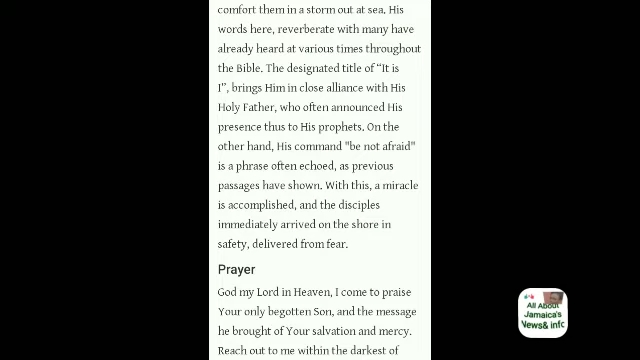 comfort them in a storm out at sea. His
words here, reverberate with many have
already heard at various times throughout
the Bible. The designated title of “It is
I”, brings Him in close alliance with His
Holy Father, who often announced His
presence thus to His prophets. On the
other hand, His command "be not afraid"
is a phrase often echoed, as previous
passages have shown. With this, a miracle
is accomplished, and the disciples
immediately arrived on the shore in
safety, delivered from fear.
Prayer
God my Lord in Heaven, I come to praise
Your only begotten Son, and the message
he brought of Your salvation and mercy.
Reach out to me within the darkest of
All About
Jamaica's
News& info